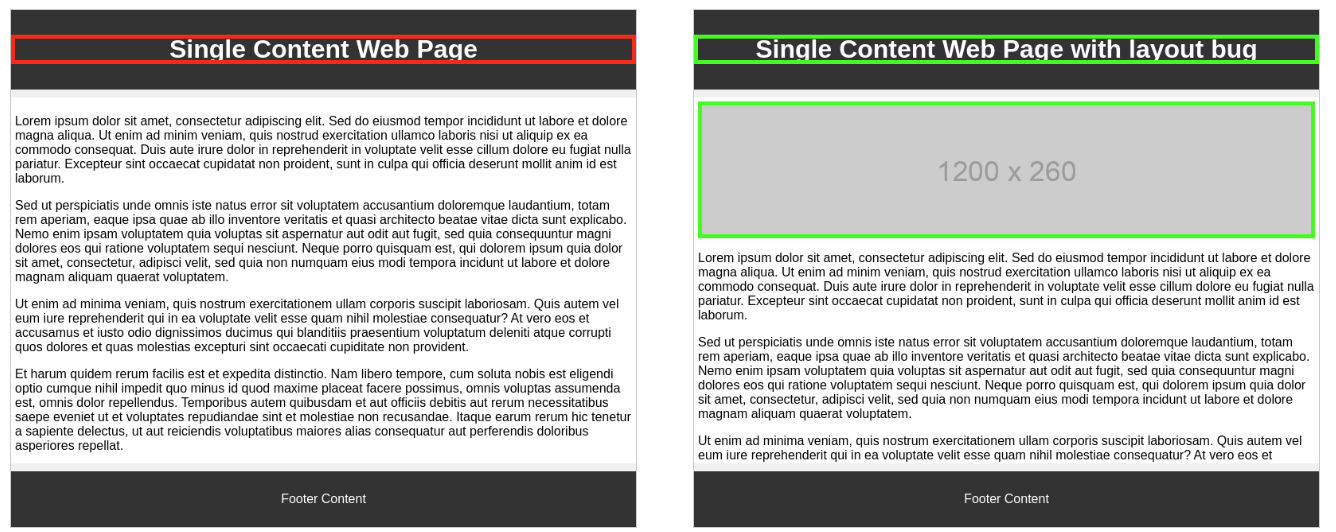 Single Content Web Page
Lorem ipsum dolor sit amet, consectetur adipiscing elit. Sed do eiusmod tempor incididunt ut labore et dolore
magna aliqua. Ut enim ad minim veniam, quis nostrud exercitation ullamco laboris nisi ut aliquip ex ea
commodo consequat. Duis aute irure dolor in reprehenderit in voluptate velit esse cillum dolore eu fugiat nulla
pariatur. Excepteur sint occaecat cupidatat non proident, sunt in culpa qui officia deserunt mollit anim id est
laborum.
Sed ut perspiciatis unde omnis iste natus error sit voluptatem accusantium doloremque laudantium, totam
rem aperiam, eaque ipsa quae ab illo inventore veritatis et quasi architecto beatae vitae dicta sunt explicabo.
Nemo enim ipsam voluptatem quia voluptas sit aspernatur aut odit aut fugit, sed quia consequuntur magni
dolores eos qui ratione voluptatem sequi nesciunt. Neque porro quisquam est, qui dolorem ipsum quia dolor
sit amet, consectetur, adipisci velit, sed quia non numquam eius modi tempora incidunt ut labore et dolore
magnam aliquam quaerat voluptatem.
Ut enim ad minima veniam, quis nostrum exercitationem ullam corporis suscipit laboriosam. Quis autem vel
eum iure reprehenderit qui in ea voluptate velit esse quam nihil molestiae consequatur? At vero eos et
accusamus et iusto odio dignissimos ducimus qui blanditiis praesentium voluptatum deleniti atque corrupti
quos dolores et quas molestias excepturi sint occaecati cupiditate non provident.
Et harum quidem rerum facilis est et expedita distinctio. Nam libero tempore, cum soluta nobis est eligendi
optio cumque nihil impedit quo minus id quod maxime placeat facere possimus, omnis voluptas assumenda
est, omnis dolor repellendus. Temporibus autem quibusdam et aut officiis debitis aut rerum necessitatibus
saepe eveniet ut et voluptates repudiandae sint et molestiae non recusandae. Itaque earum rerum hic tenetur
a sapiente delectus, ut aut reiciendis voluptatibus maiores alias consequatur aut perferendis doloribus
asperiores repellat.
Footer Content
Single Content Web Page with layout bug
1200 x 260
Lorem ipsum dolor sit amet, consectetur adipiscing elit. Sed do eiusmod tempor incididunt ut labore et dolore
magna aliqua. Ut enim ad minim veniam, quis nostrud exercitation ullamco laboris nisi ut aliquip ex ea
commodo consequat. Duis aute irure dolor in reprehenderit in voluptate velit esse cillum dolore eu fugiat nulla
pariatur. Excepteur sint occaecat cupidatat non proident, sunt in culpa qui officia deserunt mollit anim id est
laborum.
Sed ut perspiciatis unde omnis iste natus error sit voluptatem accusantium doloremque laudantium, totam
rem aperiam, eaque ipsa quae ab illo inventore veritatis et quasi architecto beatae vitae dicta sunt explicabo.
Nemo enim ipsam voluptatem quia voluptas sit aspernatur aut odit aut fugit, sed quia consequuntur magni
dolores eos qui ratione voluptatem sequi nesciunt. Neque porro quisquam est, qui dolorem ipsum quia dolor
sit amet, consectetur, adipisci velit, sed quia non numquam eius modi tempora incidunt ut labore et dolore
magnam aliquam quaerat voluptatem.
Ut enim ad minima veniam, quis nostrum exercitationem ullam corporis suscipit laboriosam. Quis autem vel
eum iure reprehenderit qui in ea voluptate velit esse quam nihil molestiae consequatur? At vero eos et
Footer Content